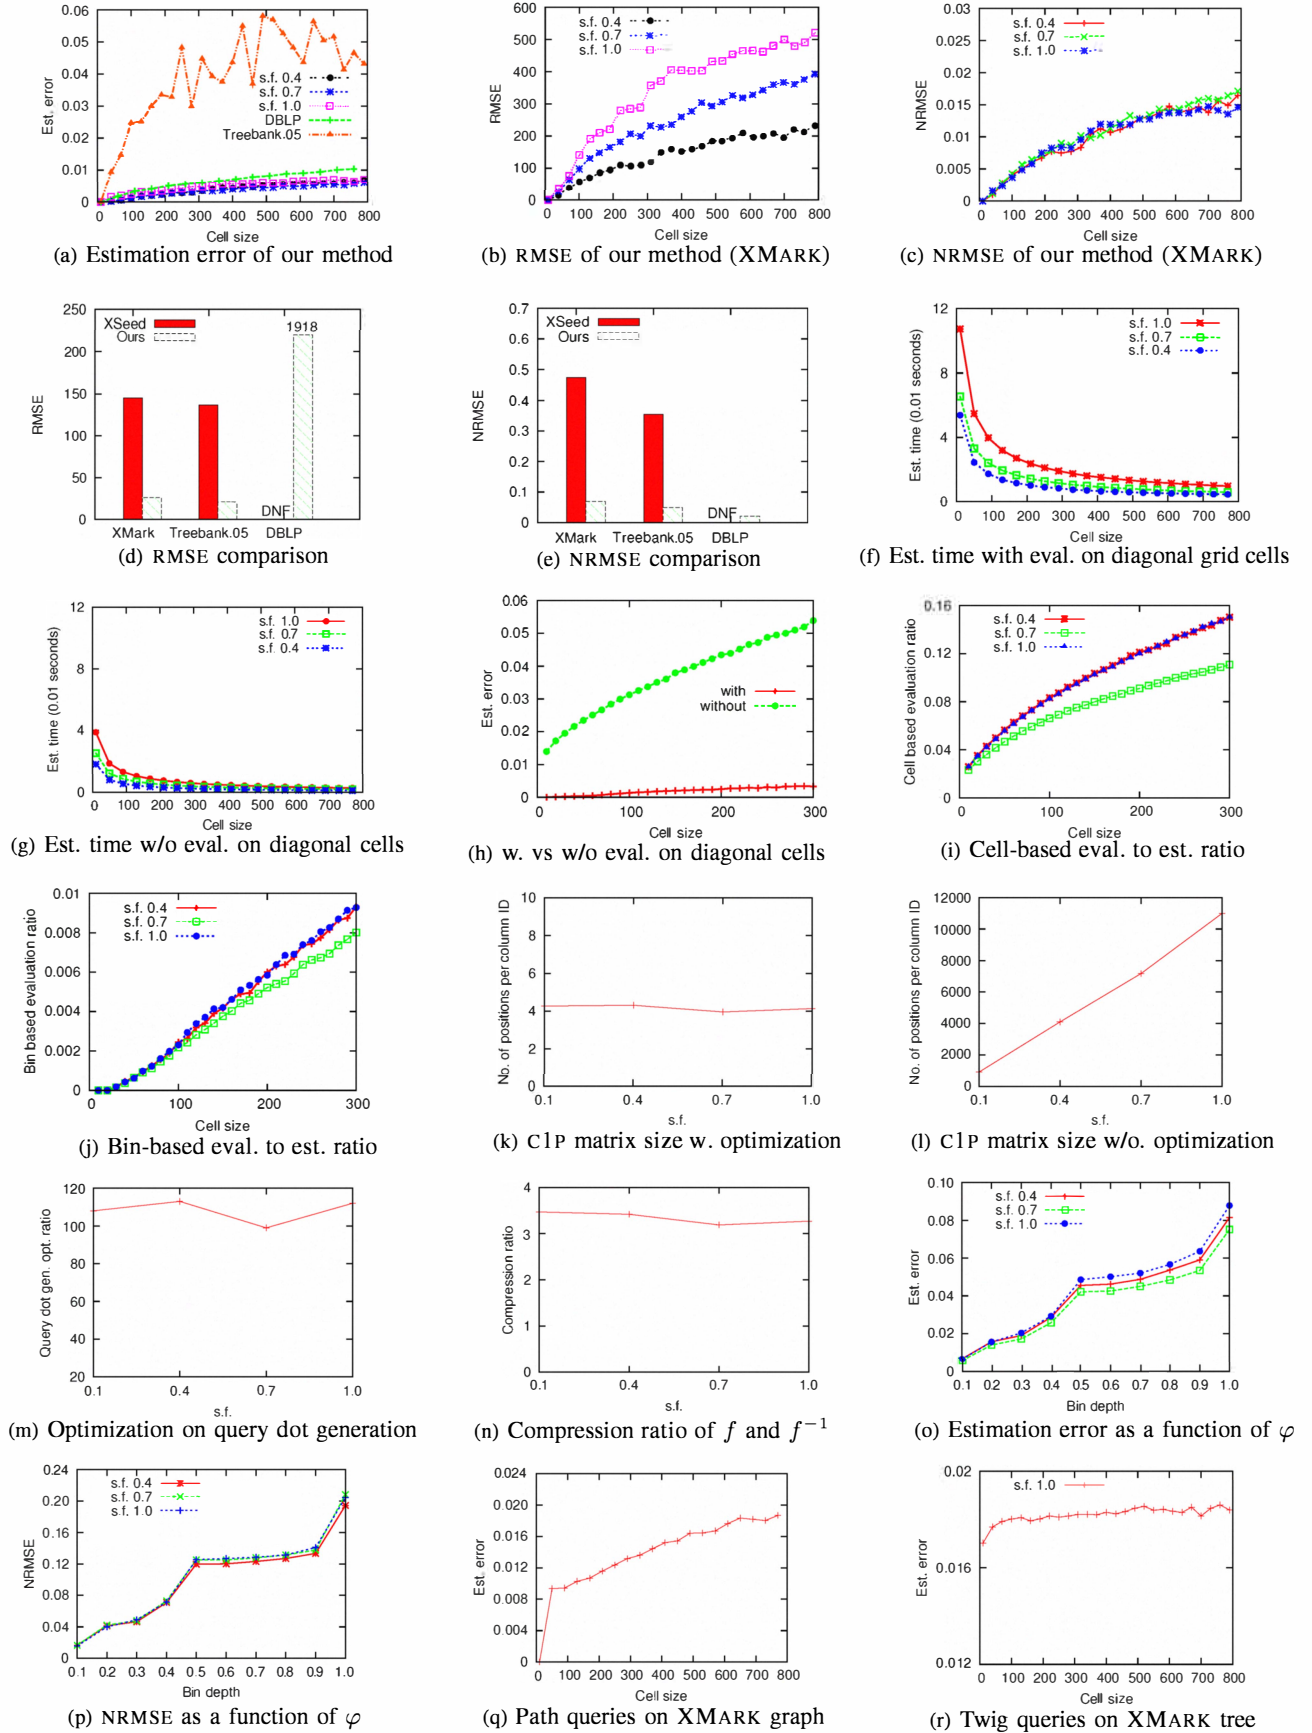 0.06
0.05
0.04
0.03
0.02
0.01
0
Est. error
s.f. 0.4
s.f. 0.7
s.f. 1.0
DBLP
Treebank.05
0 100 200 300 400 500 600 700 800
Cell size
(a) Estimation error of our method
600
500
400
300
200
100
0
RMSE
s.f. 0.4
s.f. 0.7
s.f. 1.0
0 100 200 300 400 500 600 700 800
Cell size
(b) RMSE of our method (XMARK)
0.03
0.025
0.02
0.015
0.01
0.005
0
NRMSE
s.f. 0.4
s.f. 0.7
s.f. 1.0
0 100 200 300 400 500 600 700 800
Cell size
(c) NRMSE of our method (XMARK)
250
200
150
100
50
0
RMSE
XSeed
Ours
1918
DNF
XMark Treebank.05 DBLP
(d) RMSE comparison
0.7
0.6
0.5
0.4
0.3
0.2
0.1
0
NRMSE
XSeed
Ours
DNF
XMark Treebank.05 DBLP
(e) NRMSE comparison
12
8
4
0
Est. time (0.01 seconds)
s.f. 1.0
s.f. 0.7
s.f. 0.4
0 100 200 300 400 500 600 700 800
Cell size
(f) Est. time with eval. on diagonal grid cells
12
8
4
0
Est. time (0.01 seconds)
s.f. 1.0
s.f. 0.7
s.f. 0.4
0 100 200 300 400 500 600 700 800
Cell size
(g) Est. time w/o eval. on diagonal cells
0.06
0.05
0.04
0.03
0.02
0.01
0
Est. error
with
without
0 100 200 300
Cell size
(h) w. vs w/o eval. on diagonal cells
0.16
0.12
0.08
0.04
0
Cell based evaluation ratio
s.f. 0.4
s.f. 0.7
s.f. 1.0
0 100 200 300
Cell size
(i) Cell-based eval. to est. ratio
0.01
0.008
0.006
0.004
0.002
0
Bin based evaluation ratio
s.f. 0.4
s.f. 0.7
s.f. 1.0
0 100 200 300
Cell size
(j) Bin-based eval. to est. ratio
10
8
6
4
2
0
No. of positions per column ID
0.1 0.4 0.7 1.0
s.f.
(k) C1P matrix size w. optimization
12000
10000
8000
6000
4000
2000
0
No. of positions per column ID
0.1 0.4 0.7 1.0
s.f.
(l) C1P matrix size w/o. optimization
120
100
80
60
40
20
Query dot gen. opt. ratio
0.1 0.4 0.7 1.0
s.f.
(m) Optimization on query dot generation
4
3
2
1
0
Compression ratio
0.1 0.4 0.7 1.0
s.f.
(n) Compression ratio of f and f⁻¹
0.10
0.08
0.06
0.04
0.02
0
Est. error
s.f. 0.4
s.f. 0.7
s.f. 1.0
0.1 0.2 0.3 0.4 0.5 0.6 0.7 0.8 0.9 1.0
Bin depth
(o) Estimation error as a function of φ
0.24
0.20
0.16
0.12
0.08
0.04
0
NRMSE
s.f. 0.4
s.f. 0.7
s.f. 1.0
0.1 0.2 0.3 0.4 0.5 0.6 0.7 0.8 0.9 1.0
Bin depth
(p) NRMSE as a function of φ
0.024
0.020
0.016
0.012
0.008
0.004
0
Est. error
0 100 200 300 400 500 600 700 800
Cell size
(q) Path queries on XMARK graph
0.02
0.016
0.012
Est. error
s.f. 1.0
0 100 200 300 400 500 600 700 800
Cell size
(r) Twig queries on XMARK tree